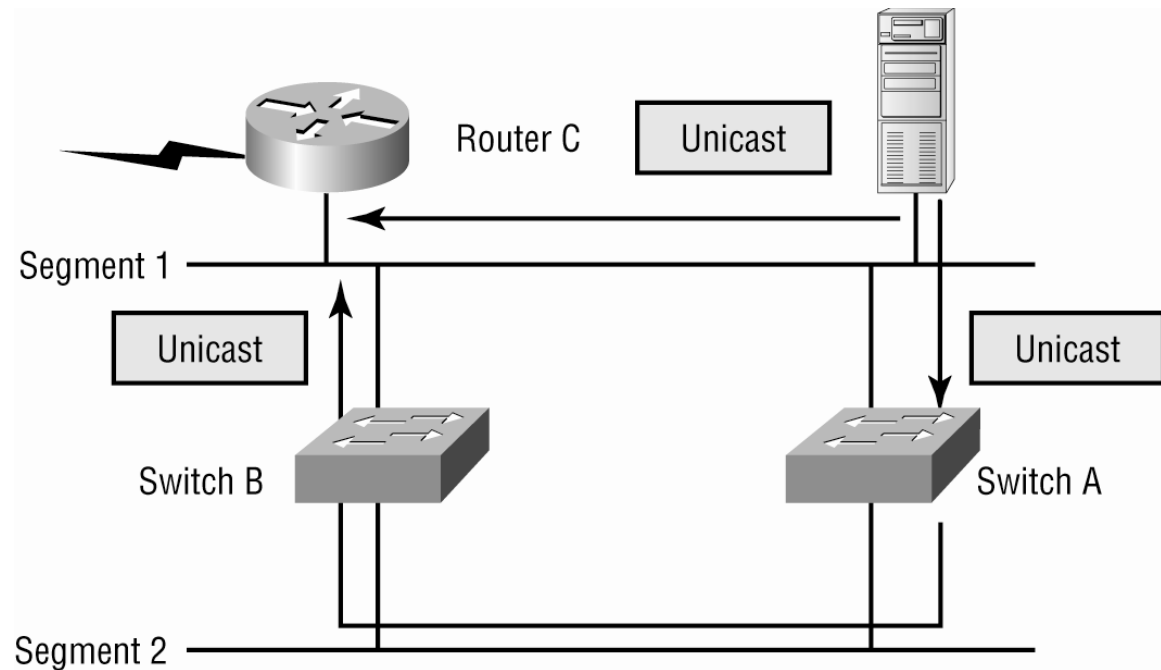 Router C
Unicast
Segment 1
Unicast
Unicast
Switch B
Switch A
Segment 2